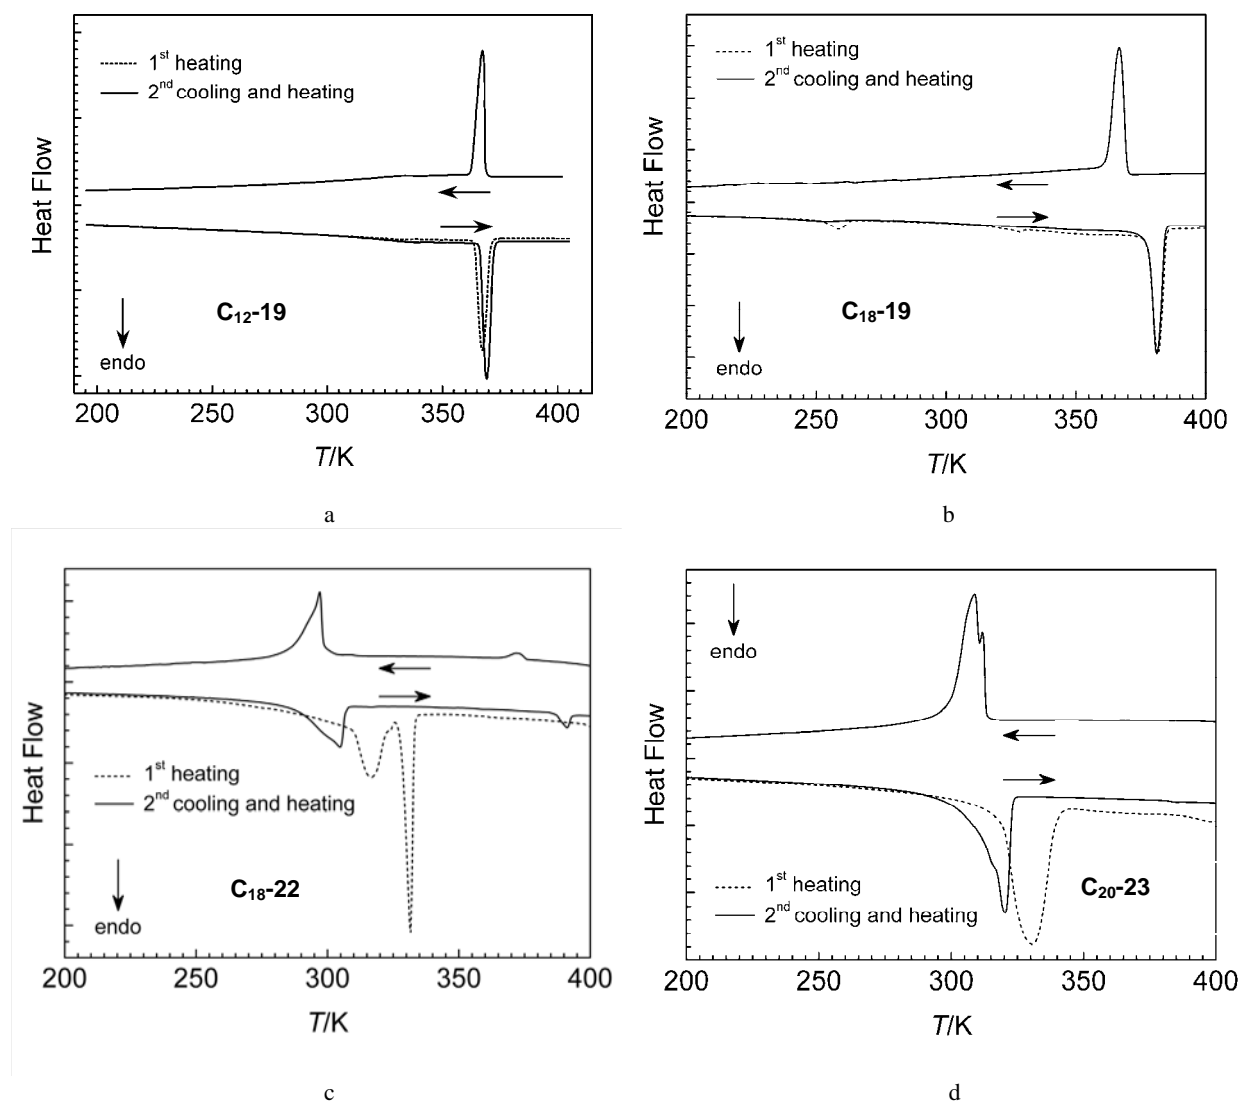 1st heating
2nd cooling and heating
Heat Flow
C12-19
endo
200 250 300 350 400
T/K
a
1st heating
2nd cooling and heating
Heat Flow
C18-19
endo
200 250 300 350 400
T/K
b
Heat Flow
1st heating
2nd cooling and heating
C18-22
endo
200 250 300 350 400
T/K
c
endo
Heat Flow
1st heating
2nd cooling and heating
C20-23
200 250 300 350 400
T/K
d